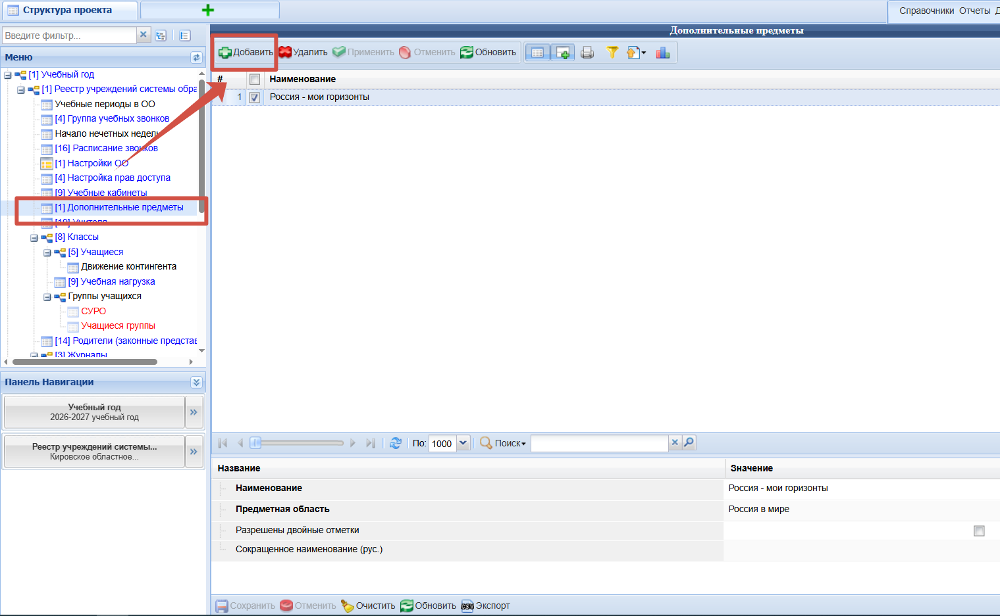 Структура проекта
Справочники Отчеты
Введите фильтр...
Дополнительные предметы
Меню
Добавить Удалить Применить Отменить Обновить
# Наименование
1 Россия - мои горизонты
[1] Учебный год
[1] Реестр учреждений системы обра
Учебные периоды в ОО
[4] Группа учебных звонков
Начало нечетных недель
[16] Расписание звонков
[1] Настройки ОО
[4] Настройка прав доступа
[9] Учебные кабинеты
[1] Дополнительные предметы
[10] Учителя
[8] Классы
[5] Учащиеся
Движение контингента
[9] Учебная нагрузка
Группы учащихся
СУРО
Учащиеся группы
[14] Родители (законные представ
[3] Журналы
Панель Навигации
Учебный год
2026-2027 учебный год
Реестр учреждений системы...
Кировское областное...
По: 1000 Поиск
Название Значение
Наименование Россия - мои горизонты
Предметная область Россия в мире
Разрешены двойные отметки
Сокращенное наименование (рус.)
Сохранить Отменить Очистить Обновить CSV Экспорт